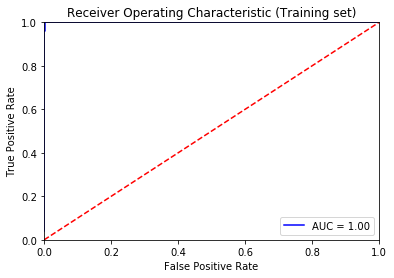 Receiver Operating Characteristic (Training set)
1.0
0.8
0.6
0.4
0.2
0.0
True Positive Rate
AUC = 1.00
0.0 0.2 0.4 0.6 0.8 1.0
False Positive Rate